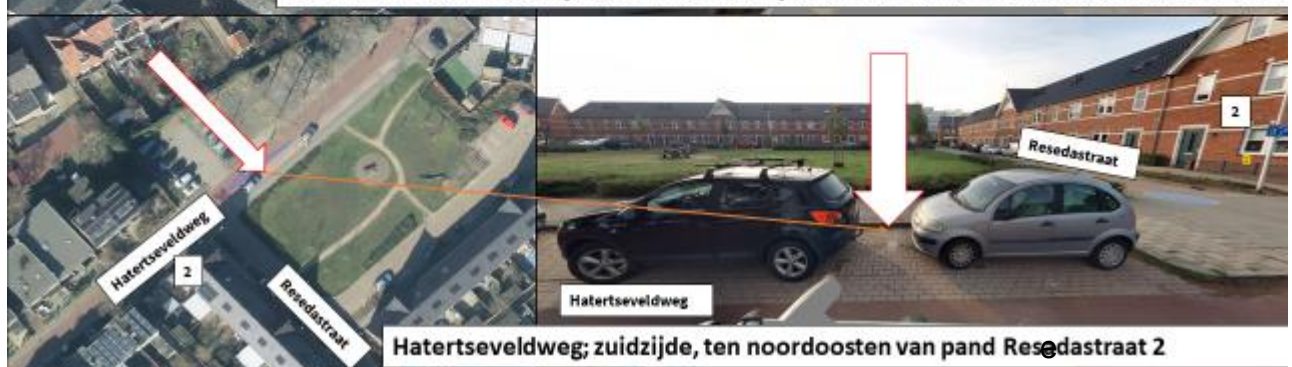 Hatertseveldweg
2
Resedastraat
2
Resedastraat
Hatertseveldweg
Hatertseveldweg; zuidzijde, ten noordoosten van pand Resedastraat 2